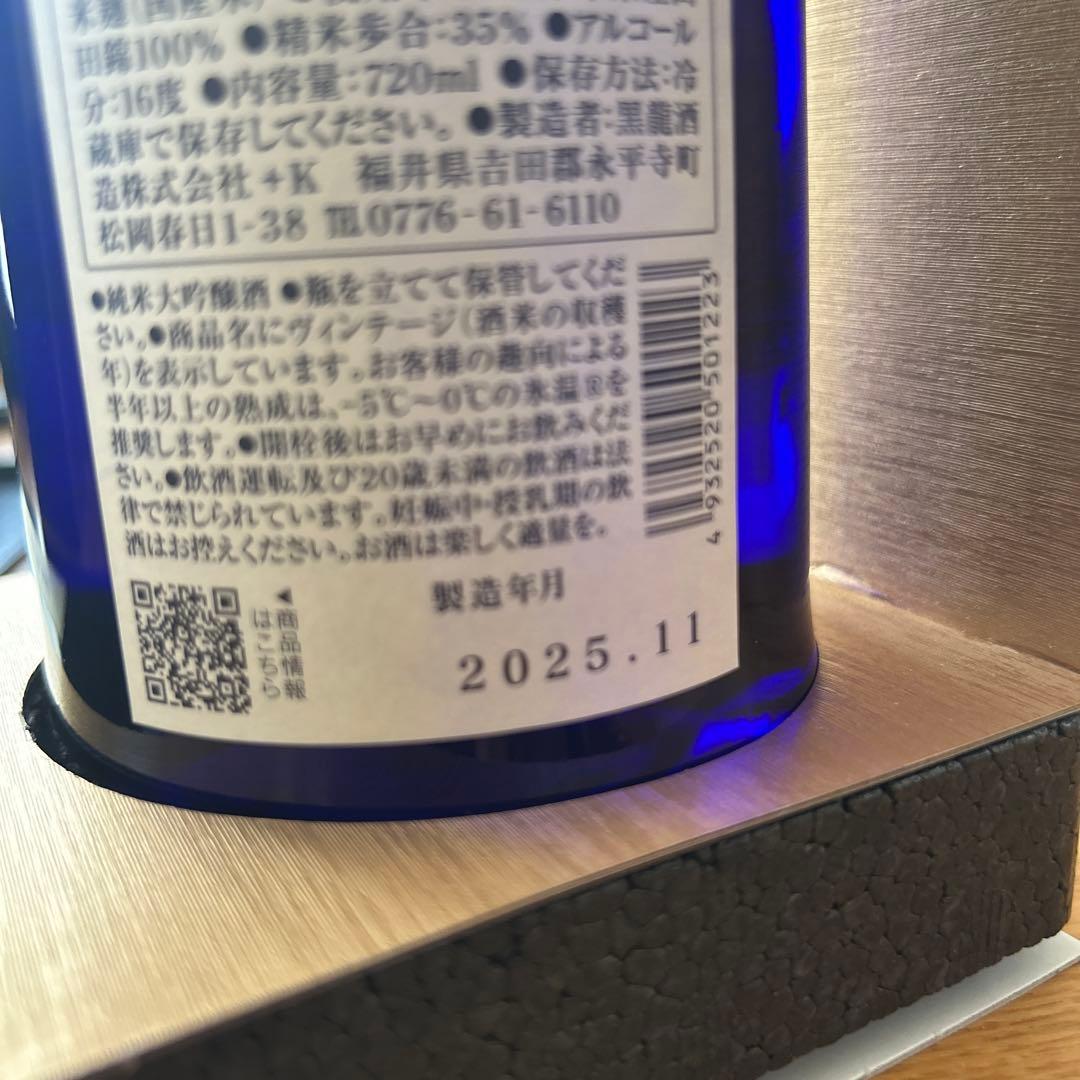 米麹(国産米)
田錦100% ●精米歩合:35% ●アルコール
分:16度 ●内容量:720ml ●保存方法:冷
蔵庫で保存してください。 ●製造者:黒龍酒
造株式会社 +K 福井県吉田郡永平寺町
松岡春日1-38 TEL0776-61-6110
●純米大吟醸酒 ●瓶を立てて保管してくだ
さい。●商品名にヴィンテージ(酒米の収穫
年)を表示しています。お客様の趣向による
半年以上の熟成は、-5℃~0℃の氷温®を
推奨します。●開栓後はお早めにお飲みくだ
さい。●飲酒運転及び20歳未満の飲酒は法
律で禁じられています。妊娠中・授乳期の飲
酒はお控えください。お酒は楽しく適量を。
4 932520 501223
◀商品情報
はこちら
製造年月
2025.11